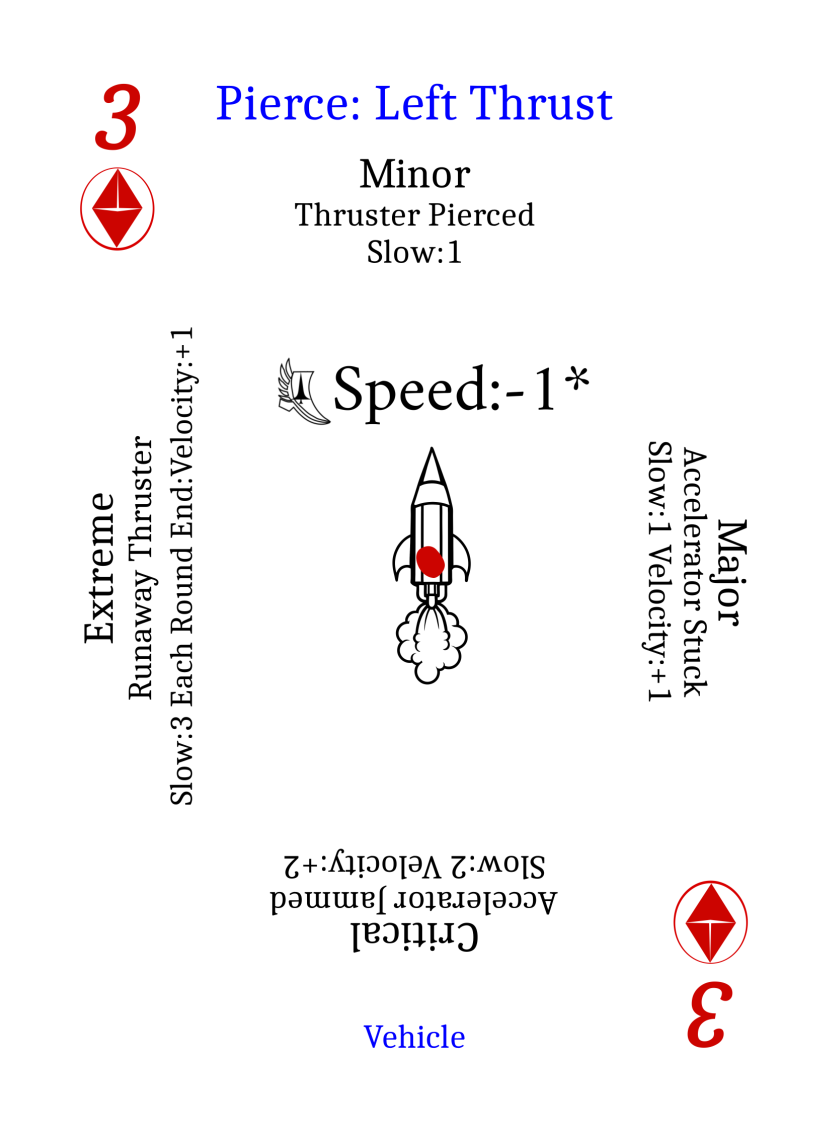 3
Pierce: Left Thrust
Minor
Thruster Pierced
Slow:1
Speed:-1*
Extreme
Runaway Thruster
Slow:3 Each Round End:Velocity:+1
Major
Accelerator Stuck
Slow:1 Velocity:+1
Critical
Accelerator Jammed
Slow:2 Velocity:+2
3
Vehicle